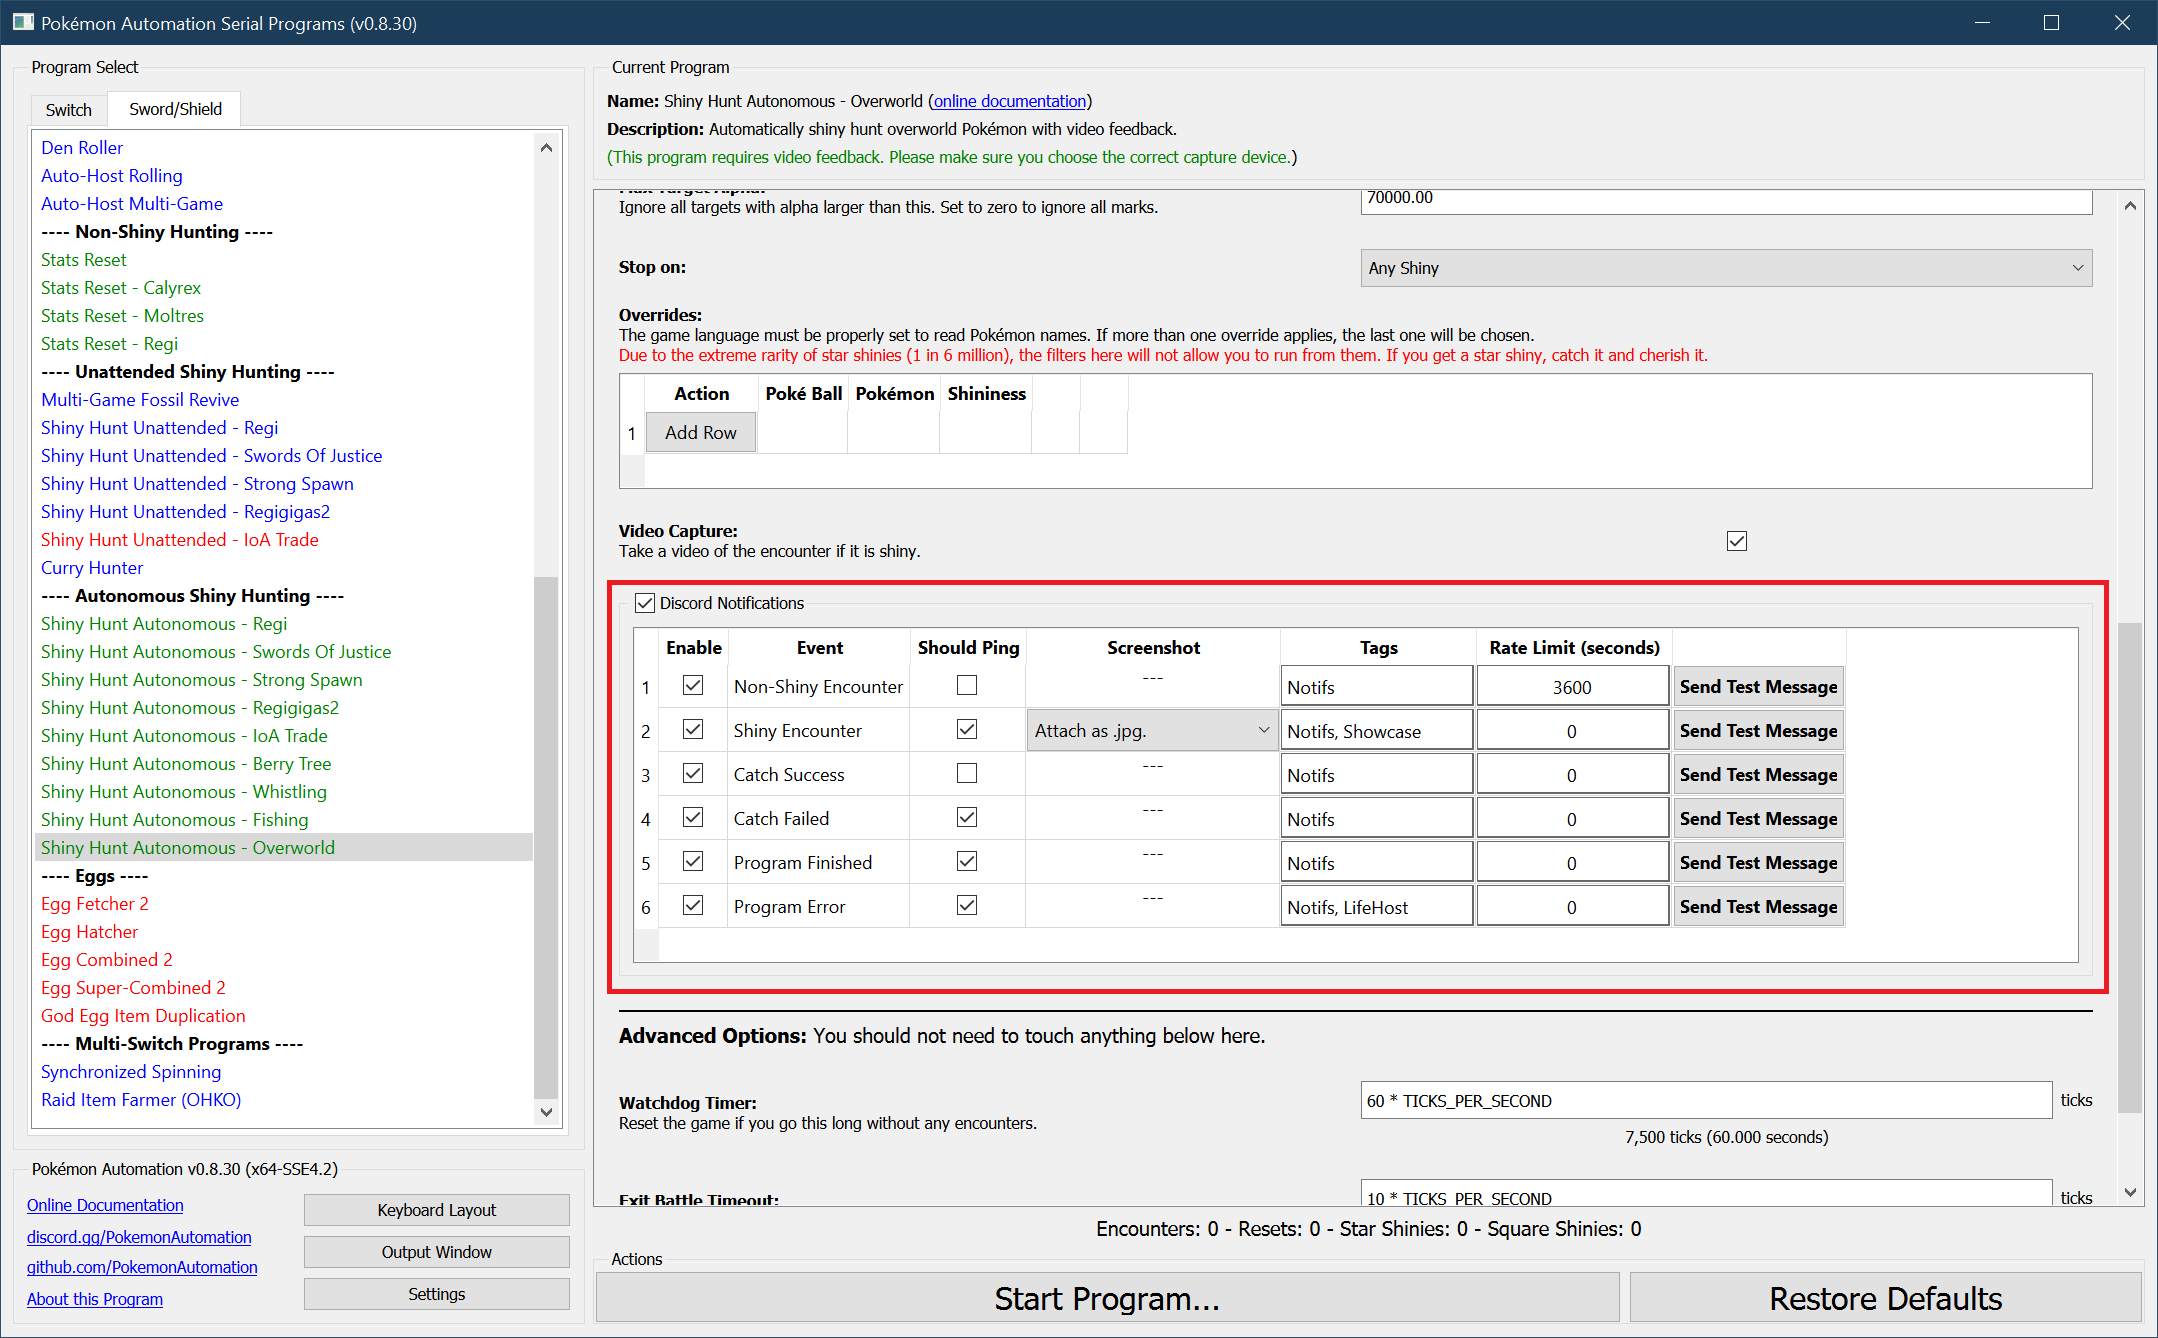 Pokémon Automation Serial Programs (v0.8.30)
Program Select
Switch
Sword/Shield
Den Roller
Auto-Host Rolling
Auto-Host Multi-Game
---- Non-Shiny Hunting ----
Stats Reset
Stats Reset - Calyrex
Stats Reset - Moltres
Stats Reset - Regi
---- Unattended Shiny Hunting ----
Multi-Game Fossil Revive
Shiny Hunt Unattended - Regi
Shiny Hunt Unattended - Swords Of Justice
Shiny Hunt Unattended - Strong Spawn
Shiny Hunt Unattended - Regigigas2
Shiny Hunt Unattended - IoA Trade
Curry Hunter
---- Autonomous Shiny Hunting ----
Shiny Hunt Autonomous - Regi
Shiny Hunt Autonomous - Swords Of Justice
Shiny Hunt Autonomous - Strong Spawn
Shiny Hunt Autonomous - Regigigas2
Shiny Hunt Autonomous - IoA Trade
Shiny Hunt Autonomous - Berry Tree
Shiny Hunt Autonomous - Whistling
Shiny Hunt Autonomous - Fishing
Shiny Hunt Autonomous - Overworld
---- Eggs ----
Egg Fetcher 2
Egg Hatcher
Egg Combined 2
Egg Super-Combined 2
God Egg Item Duplication
---- Multi-Switch Programs ----
Synchronized Spinning
Raid Item Farmer (OHKO)
Pokémon Automation v0.8.30 (x64-SSE4.2)
Online Documentation
discord.gg/PokemonAutomation
github.com/PokemonAutomation
About this Program
Keyboard Layout
Output Window
Settings
Current Program
Name: Shiny Hunt Autonomous - Overworld (online documentation)
Description: Automatically shiny hunt overworld Pokémon with video feedback.
(This program requires video feedback. Please make sure you choose the correct capture device.)
Max Target Alpha:
Ignore all targets with alpha larger than this. Set to zero to ignore all marks.
70000.00
Stop on:
Any Shiny
Overrides:
The game language must be properly set to read Pokémon names. If more than one override applies, the last one will be chosen.
Due to the extreme rarity of star shinies (1 in 6 million), the filters here will not allow you to run from them. If you get a star shiny, catch it and cherish it.
Action Poké Ball Pokémon Shininess
1 Add Row
Video Capture:
Take a video of the encounter if it is shiny.
Discord Notifications
Enable Event Should Ping Screenshot Tags Rate Limit (seconds)
1 Non-Shiny Encounter --- Notifs 3600 Send Test Message
2 Shiny Encounter Attach as .jpg. Notifs, Showcase 0 Send Test Message
3 Catch Success --- Notifs 0 Send Test Message
4 Catch Failed --- Notifs 0 Send Test Message
5 Program Finished --- Notifs 0 Send Test Message
6 Program Error --- Notifs, LifeHost 0 Send Test Message
Advanced Options: You should not need to touch anything below here.
Watchdog Timer:
Reset the game if you go this long without any encounters.
60 * TICKS_PER_SECOND ticks
7,500 ticks (60.000 seconds)
Exit Battle Timeout:
10 * TICKS_PER_SECOND ticks
Encounters: 0 - Resets: 0 - Star Shinies: 0 - Square Shinies: 0
Actions
Start Program...
Restore Defaults